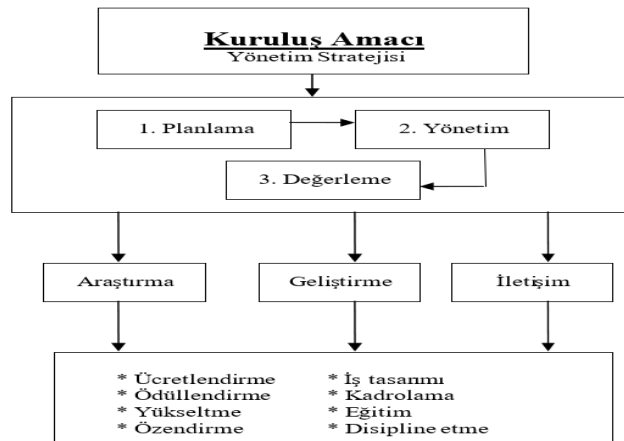 Kuruluş Amacı
Yönetim Stratejisi
1. Planlama
2. Yönetim
3. Değerleme
Araştırma
Geliştirme
İletişim
* Ücretlendirme
* Ödüllendirme
* Yükseltme
* Özendirme
* İş tasarımı
* Kadrolama
* Eğitim
* Disipline etme